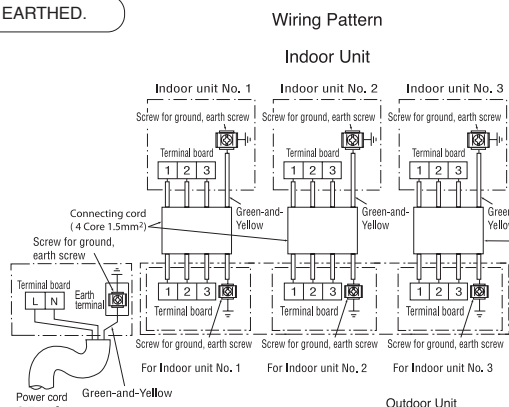 EARTHED.
Wiring Pattern
Indoor Unit
Indoor unit No. 1
Indoor unit No. 2
Indoor unit No. 3
Screw for ground, earth screw
Screw for ground, earth screw
Screw for ground, earth screw
Terminal board
Terminal board
Terminal board
1 2 3
1 2 3
1 2 3
Connecting cord
( 4 Core 1.5mm²)
Green-and-
Yellow
Green-and-
Yellow
Screw for ground,
earth screw
Terminal board
L N
Earth
terminal
1 2 3
1 2 3
1 2 3
Terminal board
Terminal board
Terminal board
Screw for ground, earth screw
Screw for ground, earth screw
Screw for ground, earth screw
For Indoor unit No. 1
For Indoor unit No. 2
For Indoor unit No. 3
Power cord
Green-and-Yellow
Outdoor Unit